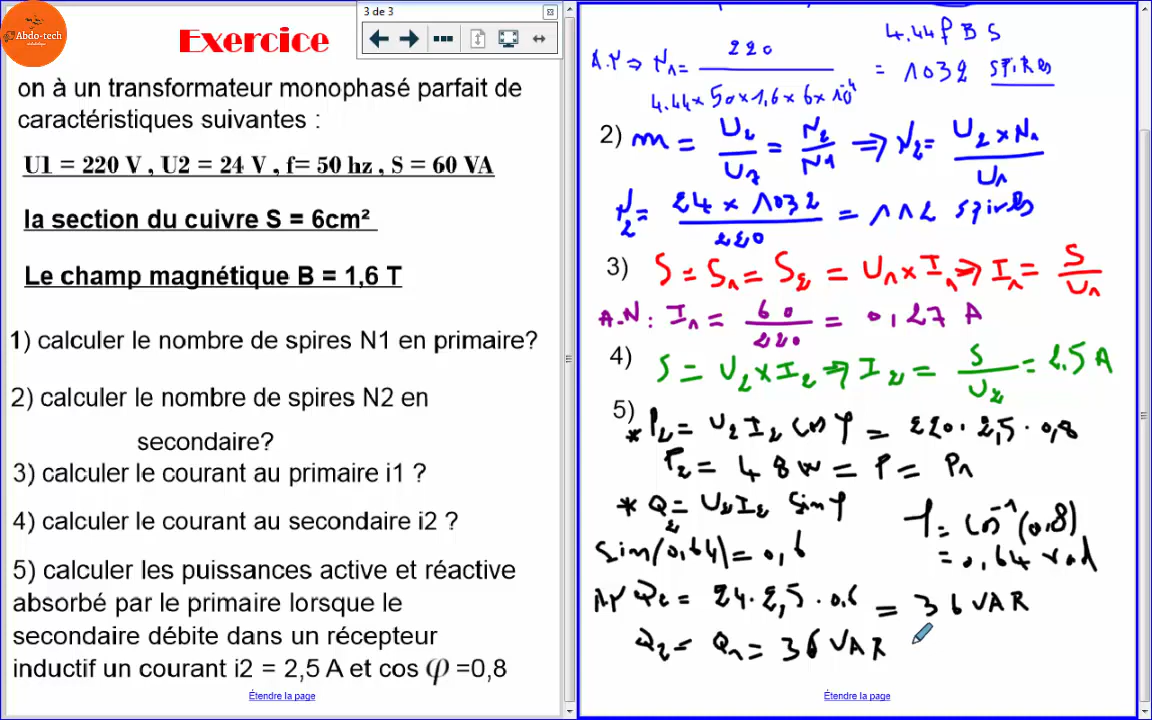 Abdo-tech
Exercice
3 de 3
on à un transformateur monophasé parfait de
caractéristiques suivantes :
U1 = 220 V , U2 = 24 V , f= 50 hz , S = 60 VA
la section du cuivre S = 6cm²
Le champ magnétique B = 1,6 T
1) calculer le nombre de spires N1 en primaire?
2) calculer le nombre de spires N2 en
secondaire?
3) calculer le courant au primaire i1 ?
4) calculer le courant au secondaire i2 ?
5) calculer les puissances active et réactive
absorbé par le primaire lorsque le
secondaire débite dans un récepteur
inductif un courant i2 = 2,5 A et cos φ =0,8
Étendre la page
4.44 f B S
A.N ⇒ N1 = 220 / 4.44 × 50 × 1,6 × 6 × 10⁻⁴ = 1032 spires
2) m = U2 / U1 = N2 / N1 ⇒ N2 = U2 × N1 / U1
N2 = 24 × 1032 / 220 = 112 spires
3) S = S1 = S2 = U1 × I1 ⇒ I1 = S / U1
A.N : I1 = 60 / 220 = 0,27 A
4) S = U2 × I2 ⇒ I2 = S / U2 = 2.5 A
5)
* P2 = U2 I2 cos φ = 220 . 2,5 . 0,8
P2 = 48 W = P = P1
* Q2 = U2 I2 sin φ
φ = cos⁻¹(0,8)
= 0,64 rad
sin(0,64) = 0,6
AN Q2 = 24 . 2,5 . 0.6 = 36 VAR
Q2 = Q1 = 36 VAR
Étendre la page